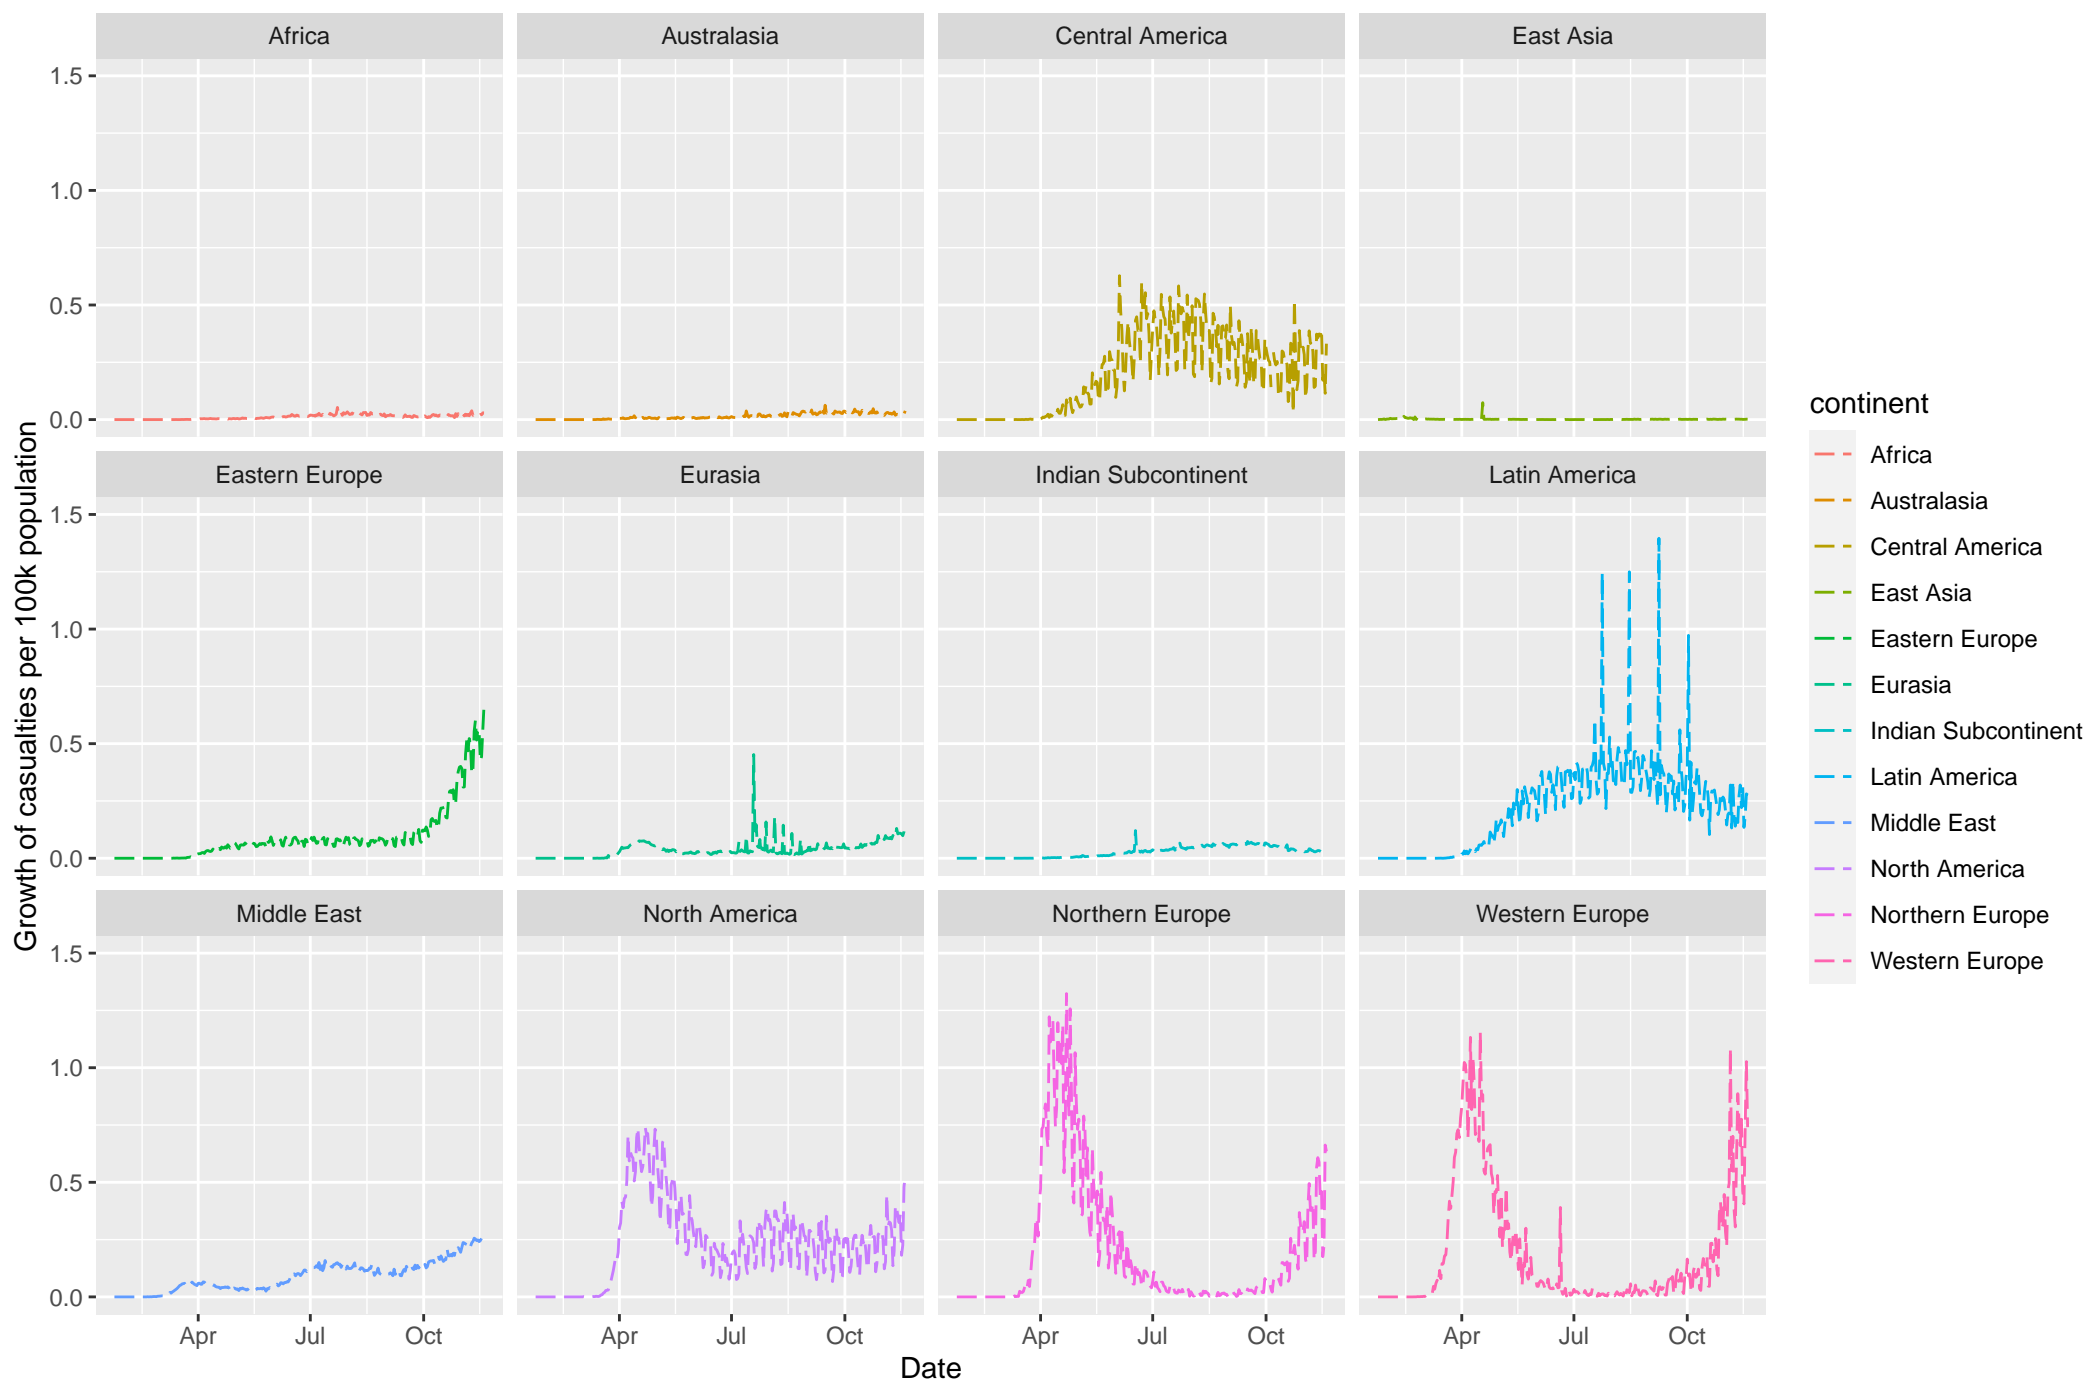 Africa
Australasia
Central America
East Asia
1.5
1.0
0.5
0.0
Eastern Europe
Eurasia
Indian Subcontinent
Latin America
1.5
1.0
0.5
0.0
Middle East
North America
Northern Europe
Western Europe
1.5
1.0
0.5
0.0
Apr Jul Oct
Apr Jul Oct
Apr Jul Oct
Apr Jul Oct
Date
Growth of casualties per 100k population
continent
Africa
Australasia
Central America
East Asia
Eastern Europe
Eurasia
Indian Subcontinent
Latin America
Middle East
North America
Northern Europe
Western Europe